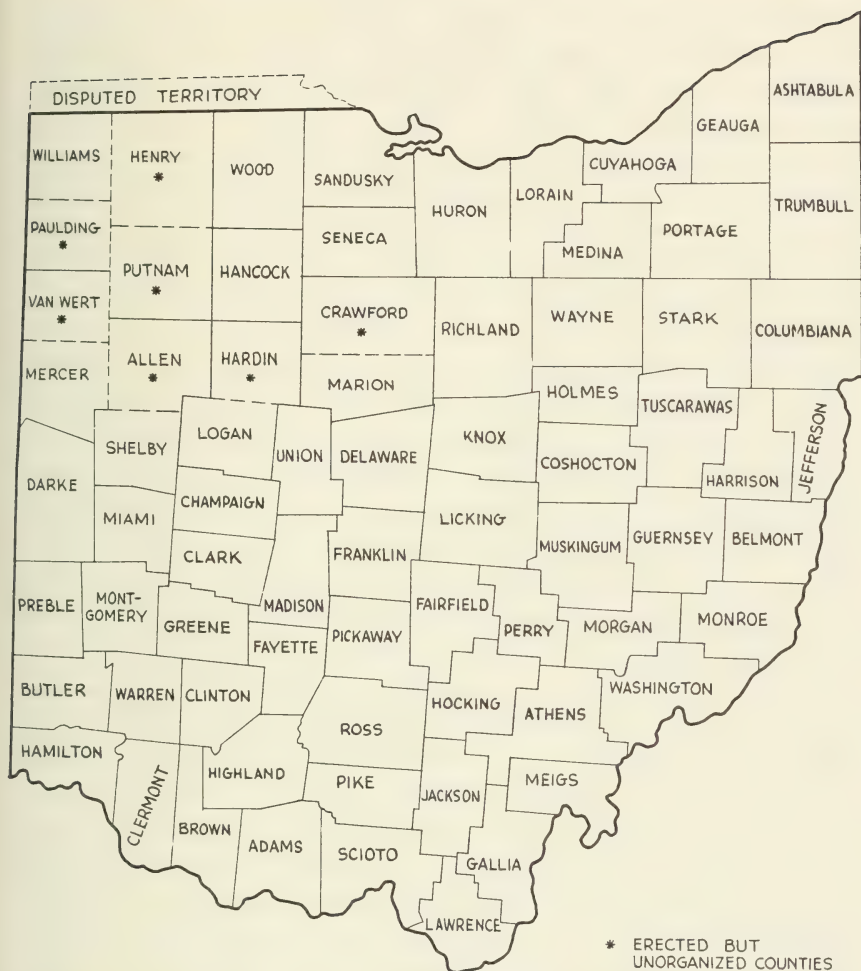 DISPUTED TERRITORY
ASHTABULA
GEAUGA
CUYAHOGA
WILLIAMS
HENRY
*
WOOD
SANDUSKY
HURON
LORAIN
TRUMBULL
PORTAGE
MEDINA
PAULDING
*
SENECA
PUTNAM
*
HANCOCK
VAN WERT
*
CRAWFORD
*
RICHLAND
WAYNE
STARK
COLUMBIANA
MERCER
ALLEN
*
HARDIN
*
MARION
HOLMES
TUSCARAWAS
JEFFERSON
SHELBY
LOGAN
UNION
DELAWARE
KNOX
COSHOCTON
HARRISON
DARKE
MIAMI
CHAMPAIGN
LICKING
CLARK
FRANKLIN
MUSKINGUM
GUERNSEY
BELMONT
PREBLE
MONT-
GOMERY
GREENE
MADISON
FAIRFIELD
PERRY
MORGAN
MONROE
FAYETTE
PICKAWAY
BUTLER
WARREN
CLINTON
HOCKING
ATHENS
WASHINGTON
ROSS
HAMILTON
CLERMONT
HIGHLAND
PIKE
JACKSON
MEIGS
BROWN
ADAMS
SCIOTO
GALLIA
LAWRENCE
* ERECTED BUT
UNORGANIZED COUNTIES